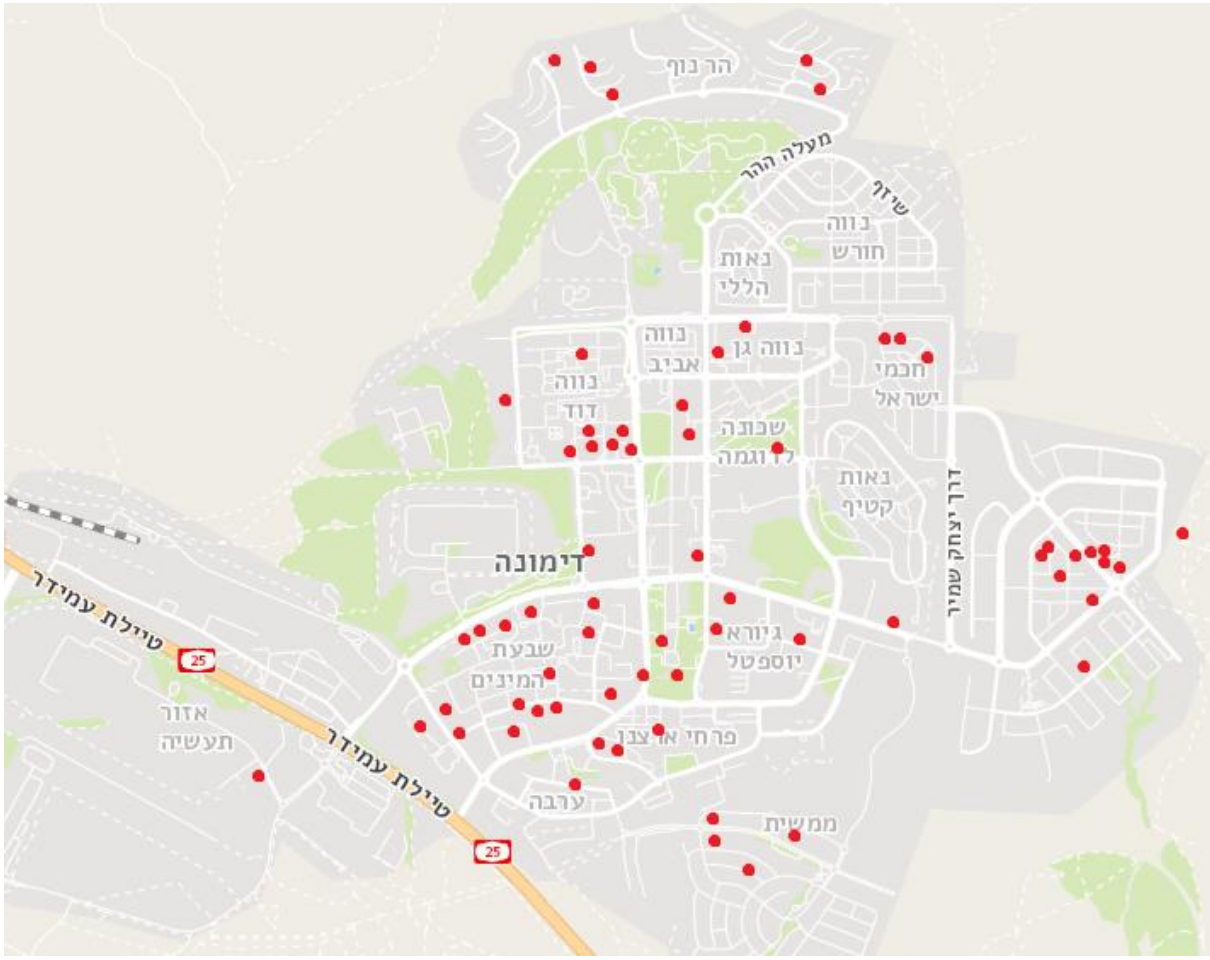 הר נוף
מעלה ההר
שיזף
נווה
חורש
נאות
הללי
נווה
אביב
נווה גן
חכמי
ישראל
נווה
דוד
שכונה
לדוגמה
נאות
קטיף
דרך יצחק שמיר
דימונה
טיילת עמידר
25
שבעת
המינים
גיורא
יוספטל
אזור
תעשיה
טיילת עמידר
פרחי ארצנו
ערבה
ממשית
25